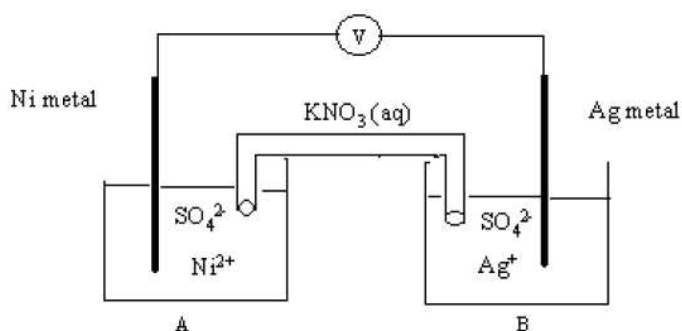 V
Ni metal
KNO₃(aq)
Ag metal
SO₄²⁻
SO₄²⁻
Ni²⁺
Ag⁺
A
B